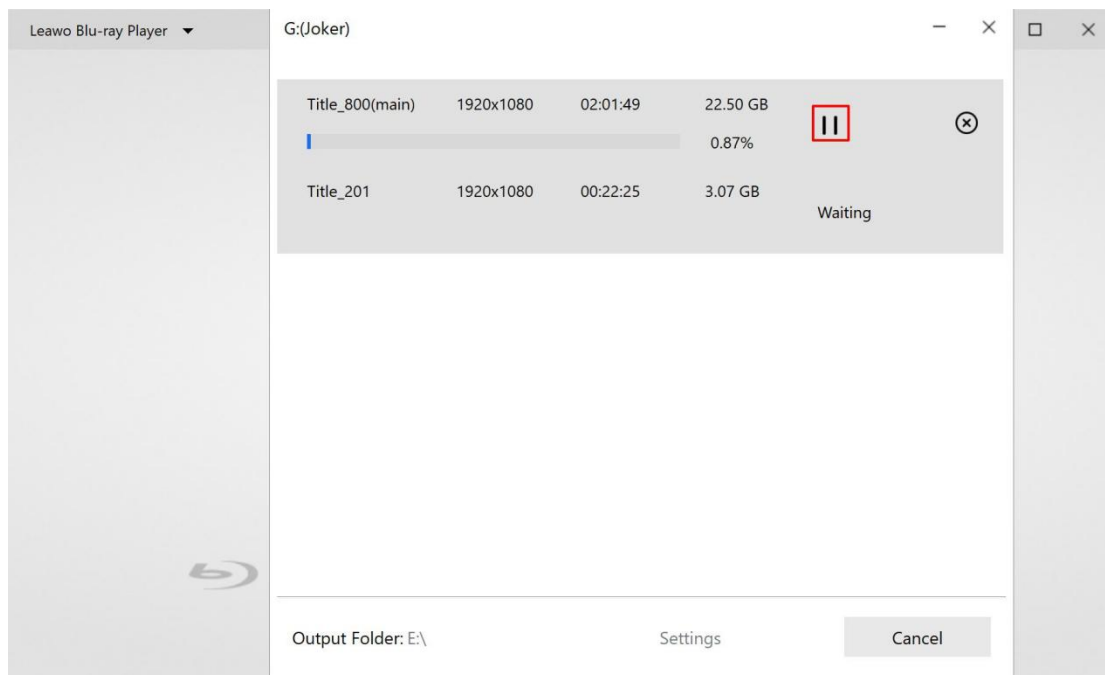 Leawo Blu-ray Player
G:(Joker)
Title_800(main) 1920x1080 02:01:49 22.50 GB
0.87%
Title_201 1920x1080 00:22:25 3.07 GB
Waiting
Output Folder: E:\ Settings Cancel